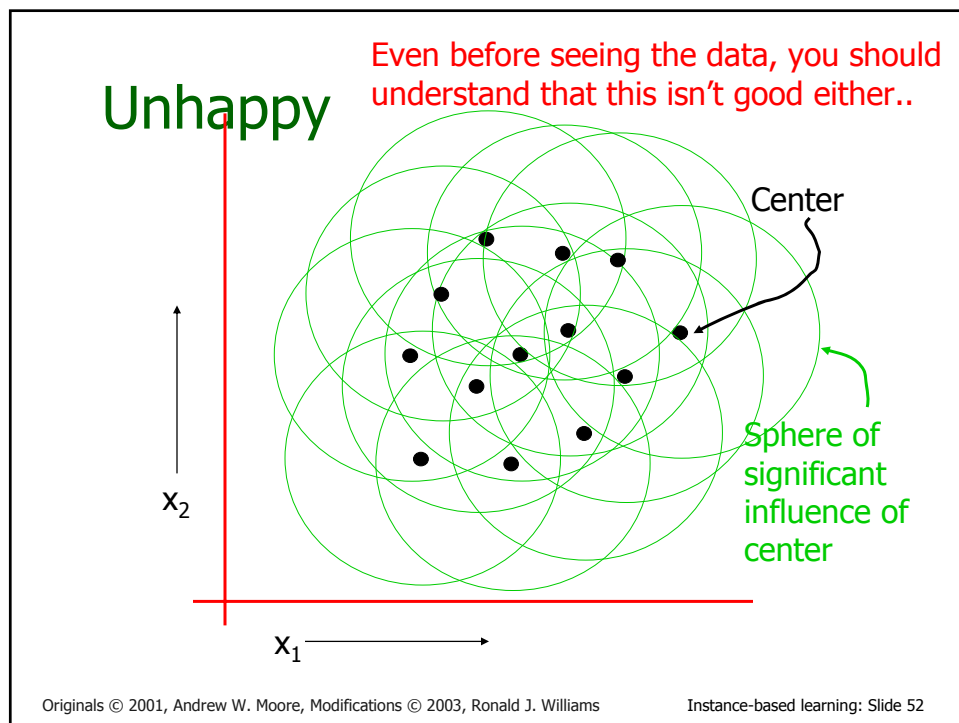 Even before seeing the data, you should
understand that this isn't good either..
Unhappy
Center
Sphere of
significant
influence of
center
x2
x1
Originals © 2001, Andrew W. Moore, Modifications © 2003, Ronald J. Williams
Instance-based learning: Slide 52